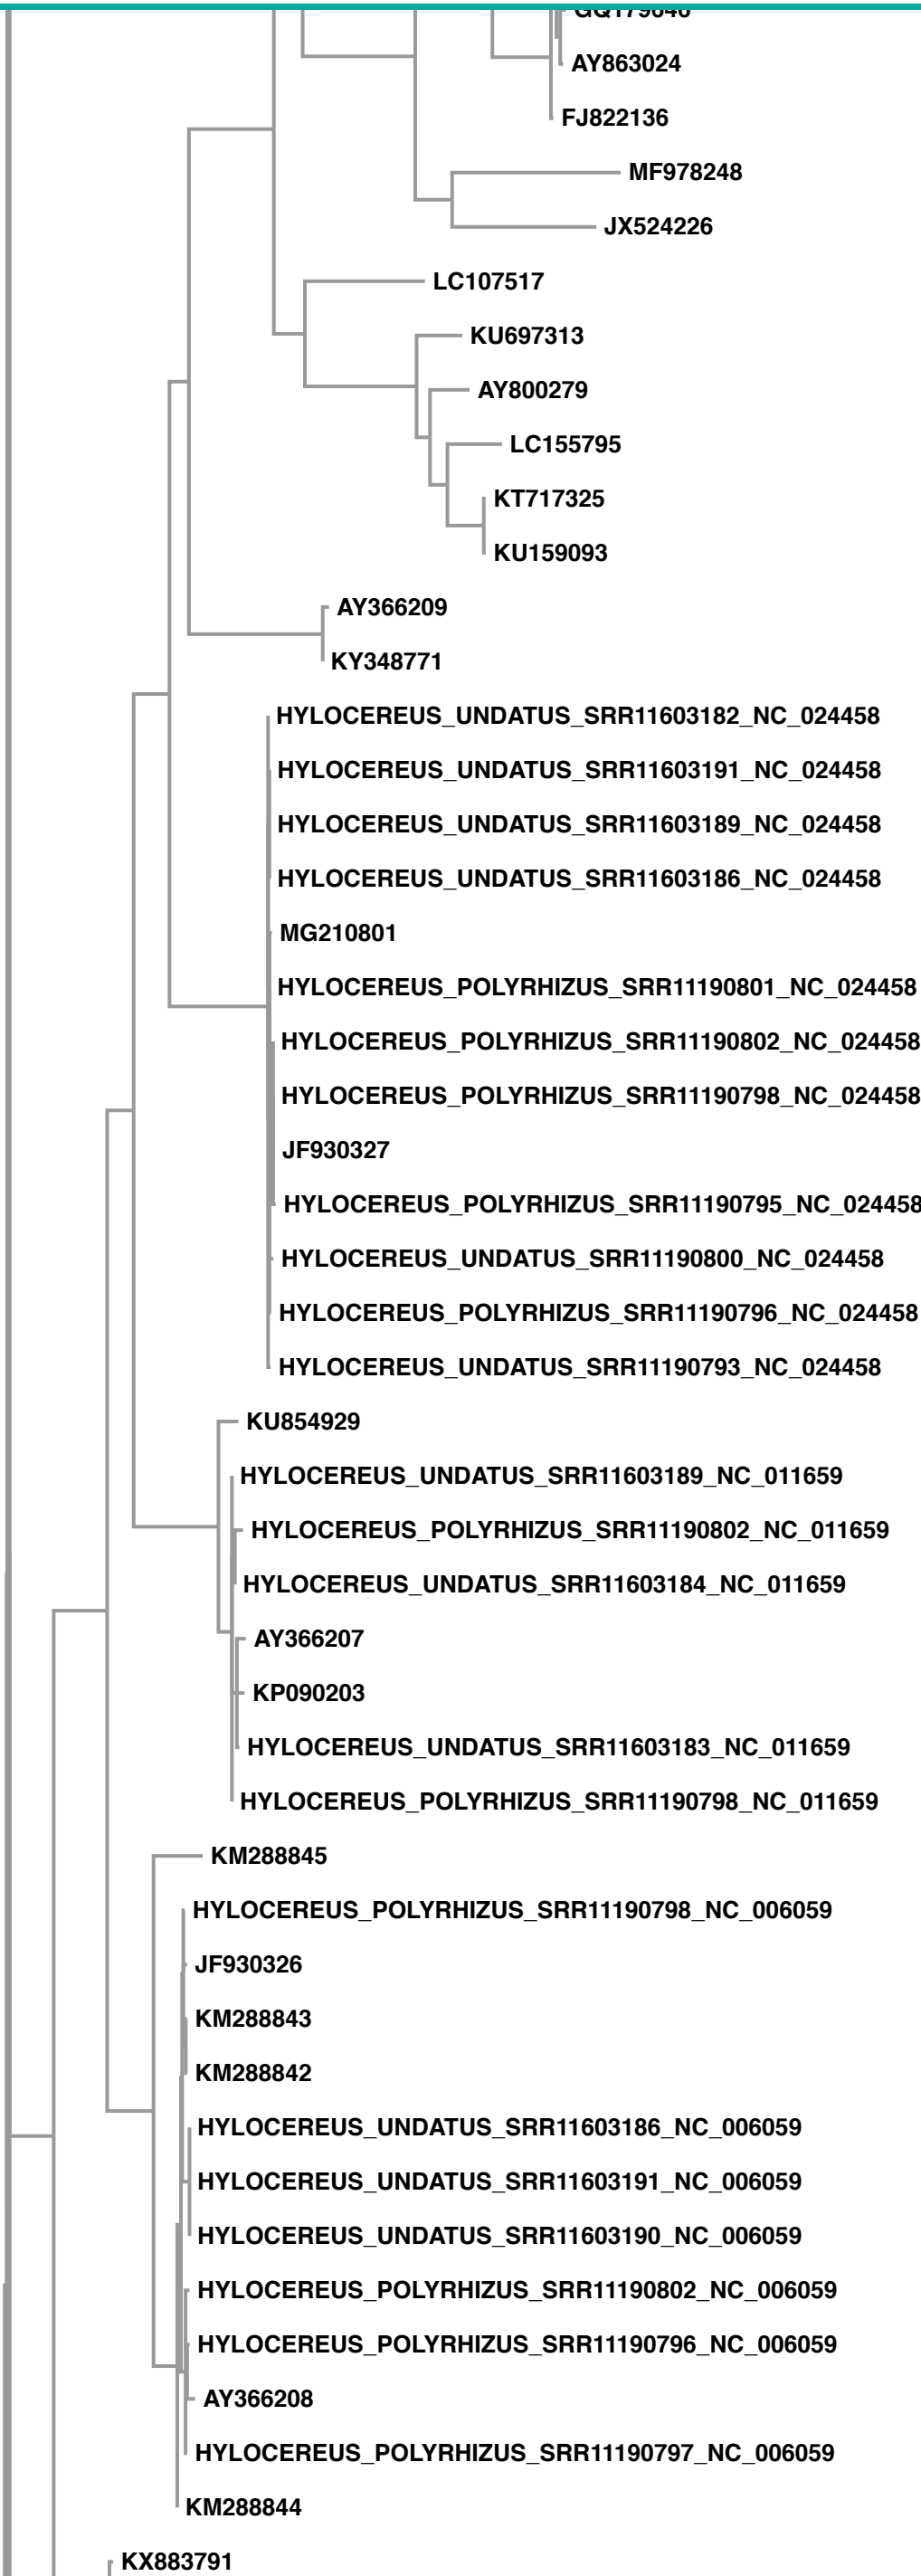 AY863024
FJ822136
MF978248
JX524226
LC107517
KU697313
AY800279
LC155795
KT717325
KU159093
AY366209
KY348771
HYLOCEREUS_UNDATUS_SRR11603182_NC_024458
HYLOCEREUS_UNDATUS_SRR11603191_NC_024458
HYLOCEREUS_UNDATUS_SRR11603189_NC_024458
HYLOCEREUS_UNDATUS_SRR11603186_NC_024458
MG210801
HYLOCEREUS_POLYRHIZUS_SRR11190801_NC_024458
HYLOCEREUS_POLYRHIZUS_SRR11190802_NC_024458
HYLOCEREUS_POLYRHIZUS_SRR11190798_NC_024458
JF930327
HYLOCEREUS_POLYRHIZUS_SRR11190795_NC_024458
HYLOCEREUS_UNDATUS_SRR11190800_NC_024458
HYLOCEREUS_POLYRHIZUS_SRR11190796_NC_024458
HYLOCEREUS_UNDATUS_SRR11190793_NC_024458
KU854929
HYLOCEREUS_UNDATUS_SRR11603189_NC_011659
HYLOCEREUS_POLYRHIZUS_SRR11190802_NC_011659
HYLOCEREUS_UNDATUS_SRR11603184_NC_011659
AY366207
KP090203
HYLOCEREUS_UNDATUS_SRR11603183_NC_011659
HYLOCEREUS_POLYRHIZUS_SRR11190798_NC_011659
KM288845
HYLOCEREUS_POLYRHIZUS_SRR11190798_NC_006059
JF930326
KM288843
KM288842
HYLOCEREUS_UNDATUS_SRR11603186_NC_006059
HYLOCEREUS_UNDATUS_SRR11603191_NC_006059
HYLOCEREUS_UNDATUS_SRR11603190_NC_006059
HYLOCEREUS_POLYRHIZUS_SRR11190802_NC_006059
HYLOCEREUS_POLYRHIZUS_SRR11190796_NC_006059
AY366208
HYLOCEREUS_POLYRHIZUS_SRR11190797_NC_006059
KM288844
KX883791